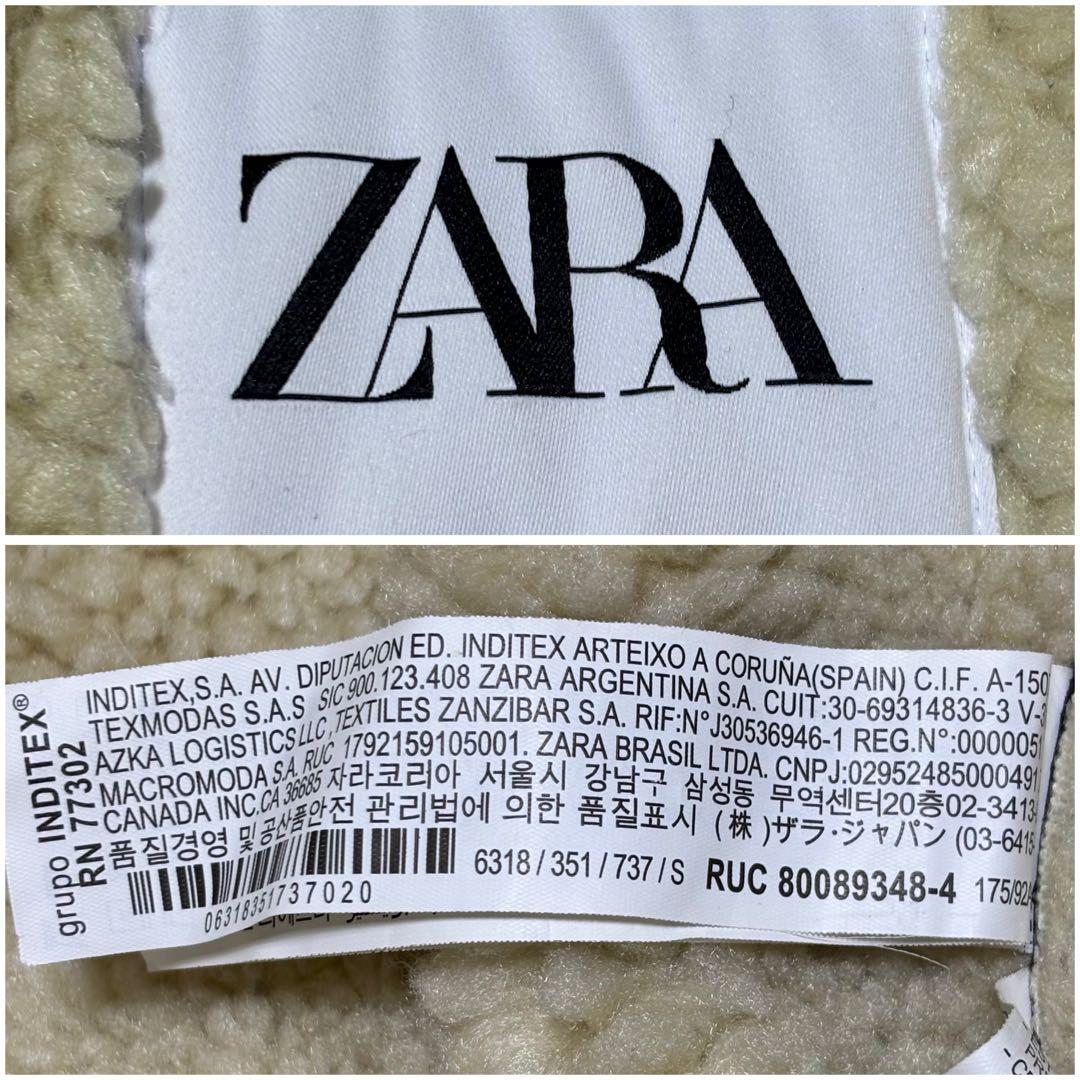 ZARA
grupo INDITEX®
RN 77302
INDITEX,S.A. AV. DIPUTACION ED. INDITEX ARTEIXO A CORUÑA(SPAIN) C.I.F. A-150
TEXMODAS S.A.S SIC 900.123.408 ZARA ARGENTINA S.A. CUIT:30-69314836-3 V-3
AZKA LOGISTICS LLC,TEXTILES ZANZIBAR S.A. RIF:N°J30536946-1 REG.N°:0000051
MACROMODA S.A. RUC 1792159105001. ZARA BRASIL LTDA. CNPJ:02952485000491
CANADA INC.CA 36685 자라코리아 서울시 강남구 삼성동 무역센터20층02-3413
품질경영 및 공산품안전 관리법에 의한 품질표시 (株)ザラ・ジャパン (03-6415
06318351737020
6318 / 351 / 737 / S RUC 80089348-4 175/92A